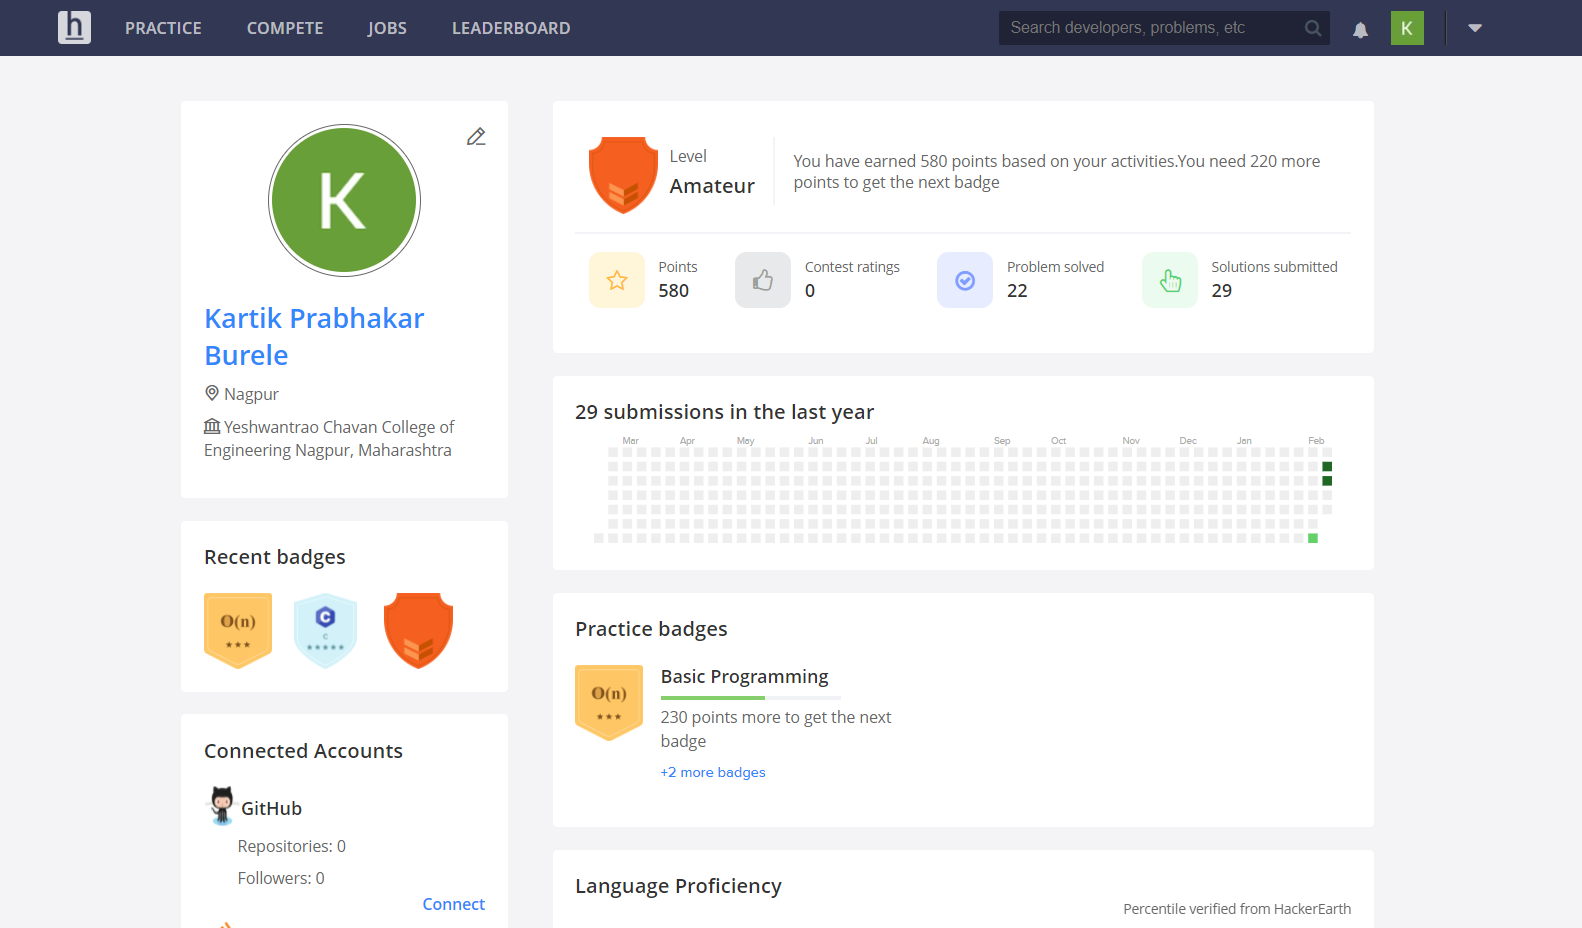 h PRACTICE COMPETE JOBS LEADERBOARD Search developers, problems, etc K
K
Kartik Prabhakar
Burele
Nagpur
Yeshwantrao Chavan College of
Engineering Nagpur, Maharashtra
Level
Amateur
You have earned 580 points based on your activities.You need 220 more
points to get the next badge
Points
580
Contest ratings
0
Problem solved
22
Solutions submitted
29
29 submissions in the last year
Mar Apr May Jun Jul Aug Sep Oct Nov Dec Jan Feb
Recent badges
O(n)
C
C
Practice badges
O(n)
Basic Programming
230 points more to get the next
badge
+2 more badges
Connected Accounts
GitHub
Repositories: 0
Followers: 0
Connect
Language Proficiency
Percentile verified from HackerEarth